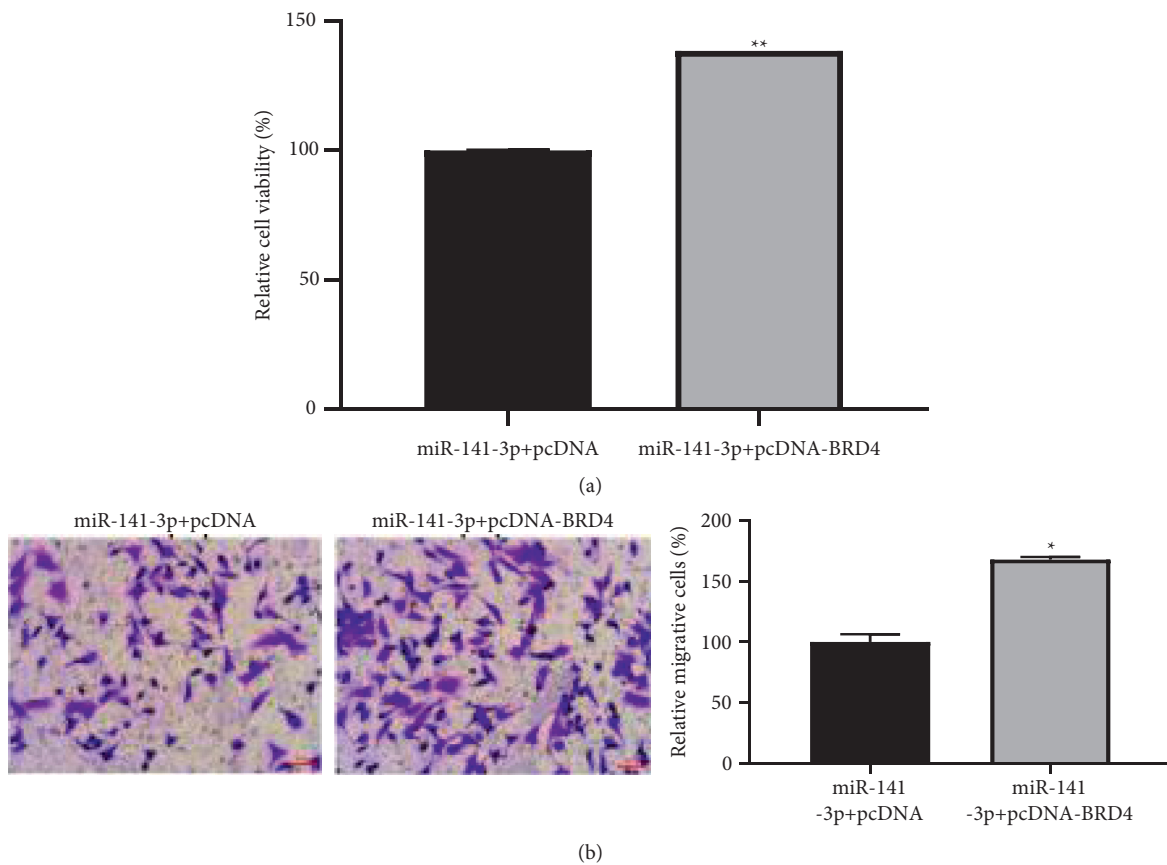 150
100
50
0
Relative cell viability (%)
**
miR-141-3p+pcDNA
miR-141-3p+pcDNA-BRD4
(a)
miR-141-3p+pcDNA
miR-141-3p+pcDNA-BRD4
200
150
100
50
0
Relative migrative cells (%)
*
miR-141
-3p+pcDNA
miR-141
-3p+pcDNA-BRD4
(b)